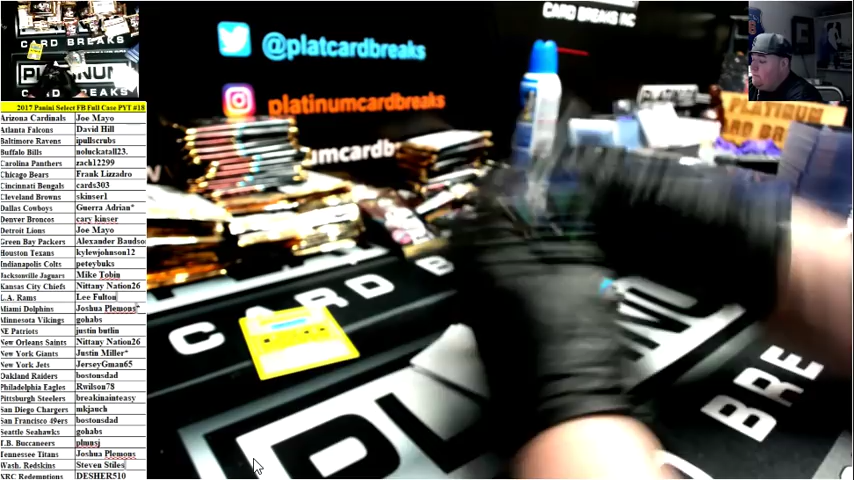 CARD BREAKS
PLATINUM
CARD BREAKS
2017 Panini Select FB Full Case PYT #18
Arizona Cardinals Joe Mayo
Atlanta Falcons David Hill
Baltimore Ravens ipullscrubs
Buffalo Bills noluckatall23.
Carolina Panthers zach12299
Chicago Bears Frank Lizzadro
Cincinnati Bengals cards303
Cleveland Browns skinser1
Dallas Cowboys Guerra Adrian*
Denver Broncos cary kinser
Detroit Lions Joe Mayo
Green Bay Packers Alexander Baudso
Houston Texans kylewjohnson12
Indianapolis Colts peteybuks
Jacksonville Jaguars Mike Tobin
Kansas City Chiefs Nittany Nation26
L.A. Rams Lee Fulton
Miami Dolphins Joshua Plemons*
Minnesota Vikings gohabs
NE Patriots justin butlin
New Orleans Saints Nittany Nation26
New York Giants Justin Miller*
New York Jets JerseyGman65
Oakland Raiders bostonsdad
Philadelphia Eagles Rwilson78
Pittsburgh Steelers breakinainteasy
San Diego Chargers mkjauch
San Francisco 49ers bostonsdad
Seattle Seahawks gohabs
T.B. Buccaneers
Tennessee Titans Joshua Plemons
Wash. Redskins Steven Stiles
XRC Redemptions DESHER510
@platcardbreaks
platinumcardbreaks
CARD BREAKS
PLATINUM
CARD BR
CARD B
BRE